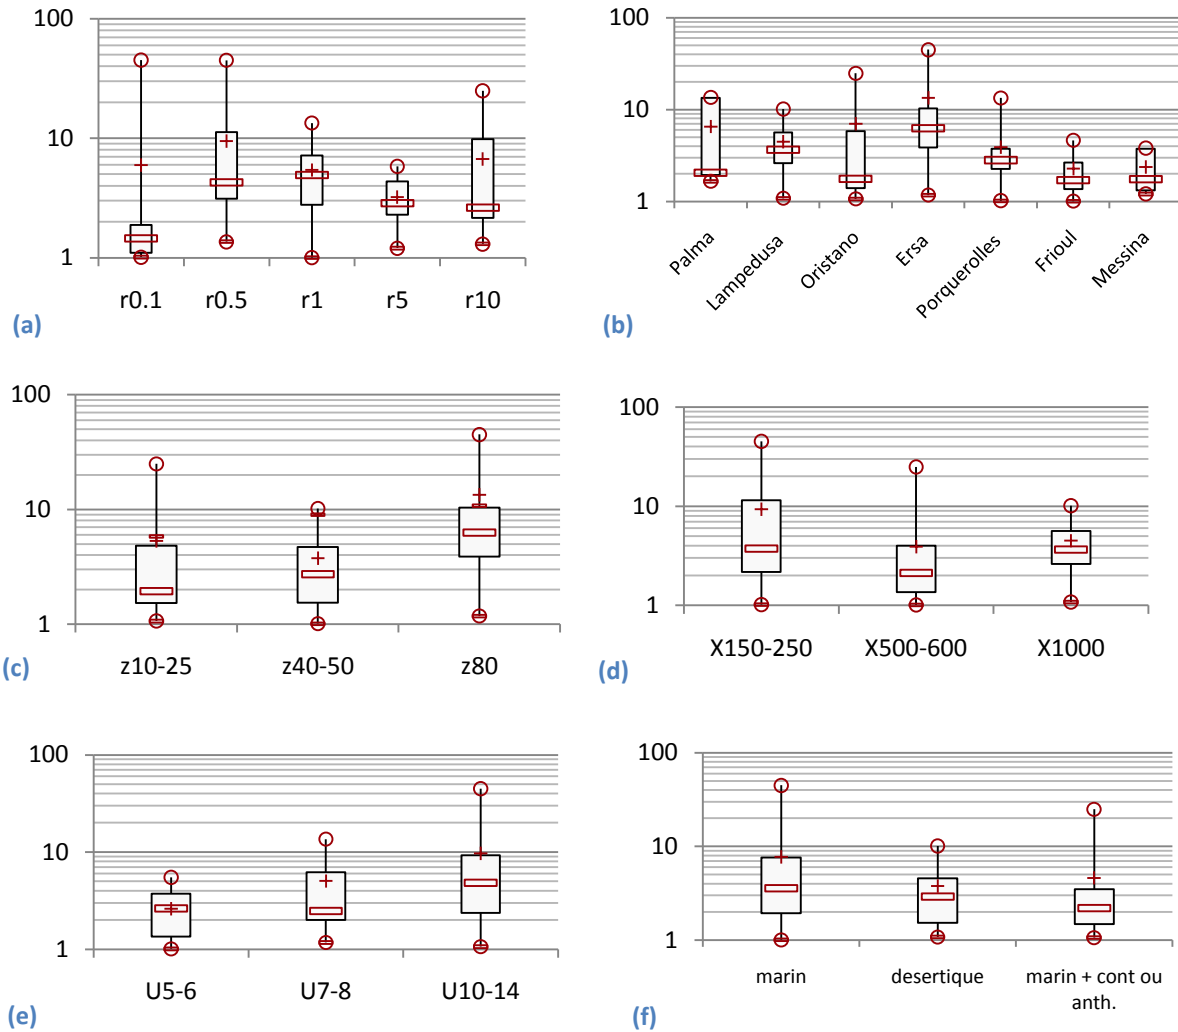 100
10
1
r0.1 r0.5 r1 r5 r10
(a)
100
10
1
Palma Lampedusa Oristano Ersa Porquerolles Frioul Messina
(b)
100
10
1
z10-25 z40-50 z80
(c)
100
10
1
X150-250 X500-600 X1000
(d)
100
10
1
U5-6 U7-8 U10-14
(e)
100
10
1
marin desertique marin + cont ou
anth.
(f)